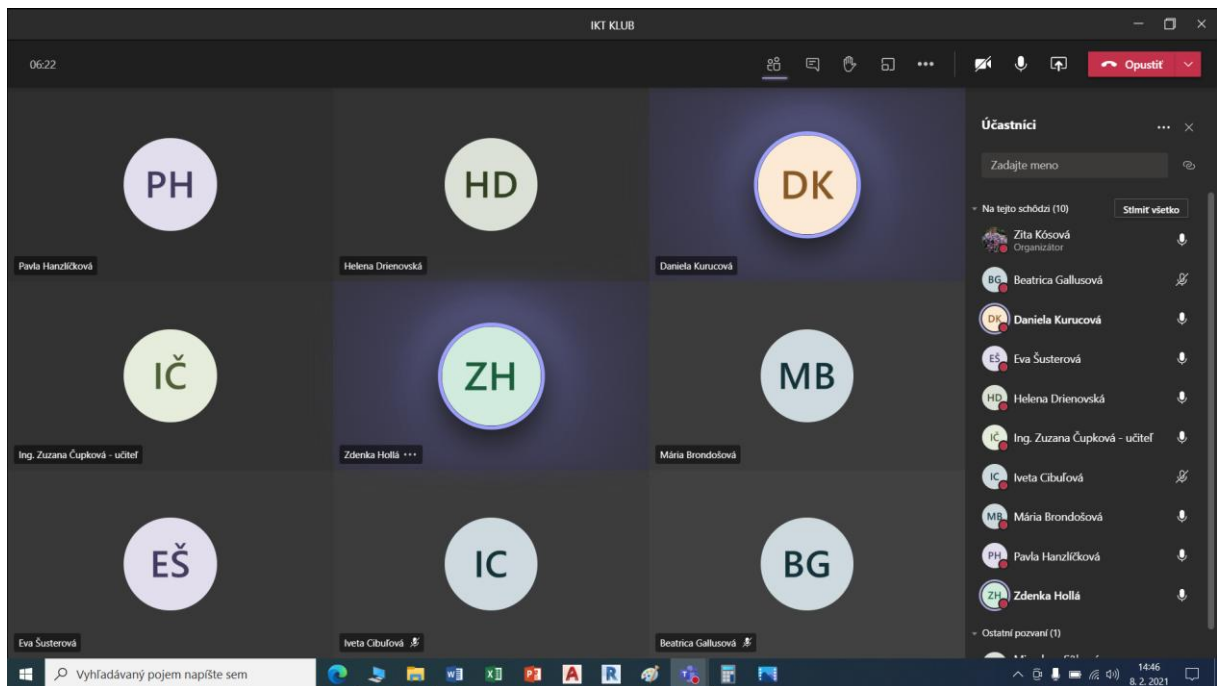 IKT KLUB
06:22
Opustiť
PH
Pavla Hanzlíčková
HD
Helena Drienovská
DK
Daniela Kurucová
IČ
Ing. Zuzana Čupková - učiteľ
ZH
Zdenka Hollá ...
MB
Mária Brondošová
EŠ
Eva Šusterová
IC
Iveta Cibuľová
BG
Beatrica Gallusová
Účastníci
Zadajte meno
Na tejto schôdzi (10)
Stlmiť všetko
Zita Kósová
Organizátor
BG Beatrica Gallusová
DK Daniela Kurucová
EŠ Eva Šusterová
HD Helena Drienovská
IČ Ing. Zuzana Čupková - učiteľ
IC Iveta Cibuľová
MB Mária Brondošová
PH Pavla Hanzlíčková
ZH Zdenka Hollá
Ostatní pozvaní (1)
Vyhľadávaný pojem napíšte sem
14:46
8. 2. 2021